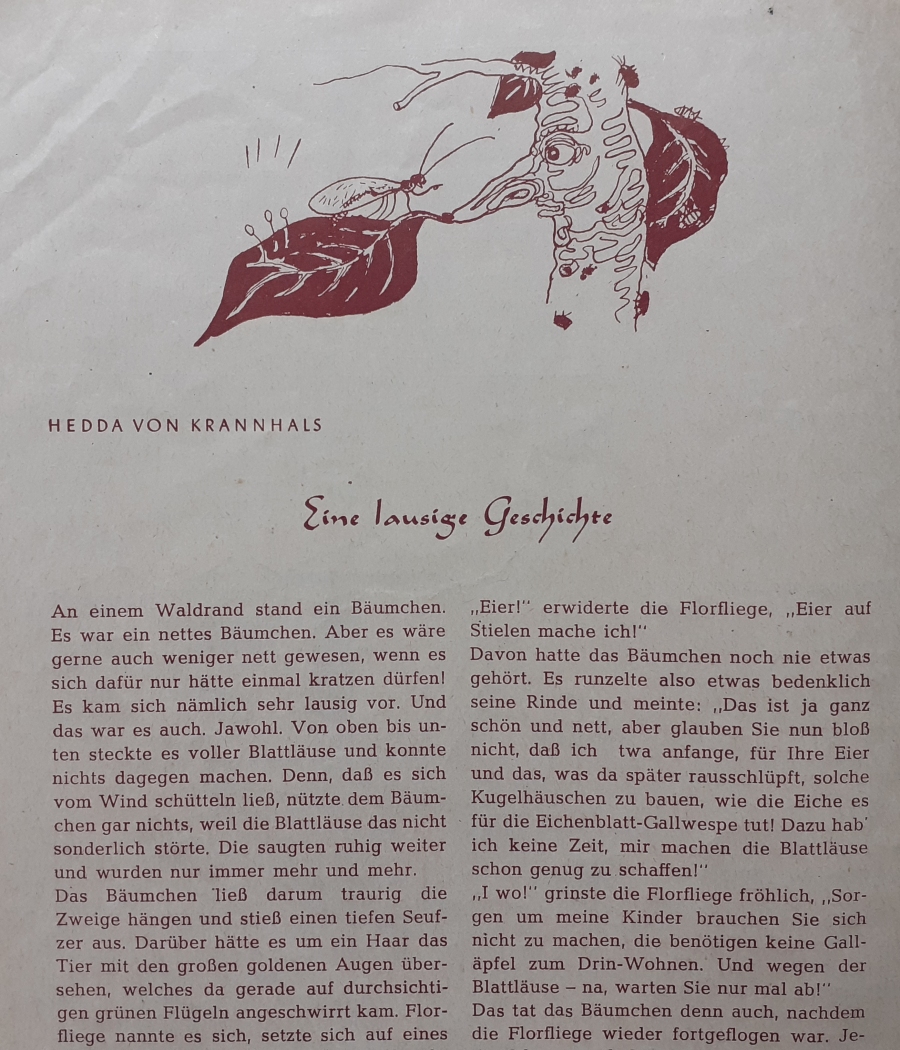 HEDDA VON KRANNHALS
Eine lausige Geschichte
An einem Waldrand stand ein Bäumchen.
Es war ein nettes Bäumchen. Aber es wäre
gerne auch weniger nett gewesen, wenn es
sich dafür nur hätte einmal kratzen dürfen!
Es kam sich nämlich sehr lausig vor. Und
das war es auch. Jawohl. Von oben bis un-
ten steckte es voller Blattläuse und konnte
nichts dagegen machen. Denn, daß es sich
vom Wind schütteln ließ, nützte dem Bäum-
chen gar nichts, weil die Blattläuse das nicht
sonderlich störte. Die saugten ruhig weiter
und wurden nur immer mehr und mehr.
Das Bäumchen ließ darum traurig die
Zweige hängen und stieß einen tiefen Seuf-
zer aus. Darüber hätte es um ein Haar das
Tier mit den großen goldenen Augen über-
sehen, welches da gerade auf durchsichti-
gen grünen Flügeln angeschwirrt kam. Flor-
fliege nannte es sich, setzte sich auf eines
„Eier!“ erwiderte die Florfliege, „Eier auf
Stielen mache ich!“
Davon hatte das Bäumchen noch nie etwas
gehört. Es runzelte also etwas bedenklich
seine Rinde und meinte: „Das ist ja ganz
schön und nett, aber glauben Sie nun bloß
nicht, daß ich twa anfange, für Ihre Eier
und das, was da später rausschlüpft, solche
Kugelhäuschen zu bauen, wie die Eiche es
für die Eichenblatt-Gallwespe tut! Dazu hab'
ich keine Zeit, mir machen die Blattläuse
schon genug zu schaffen!“
„I wo!“ grinste die Florfliege fröhlich, „Sor-
gen um meine Kinder brauchen Sie sich
nicht zu machen, die benötigen keine Gall-
äpfel zum Drin-Wohnen. Und wegen der
Blattläuse – na, warten Sie nur mal ab!“
Das tat das Bäumchen denn auch, nachdem
die Florfliege wieder fortgeflogen war. Je-